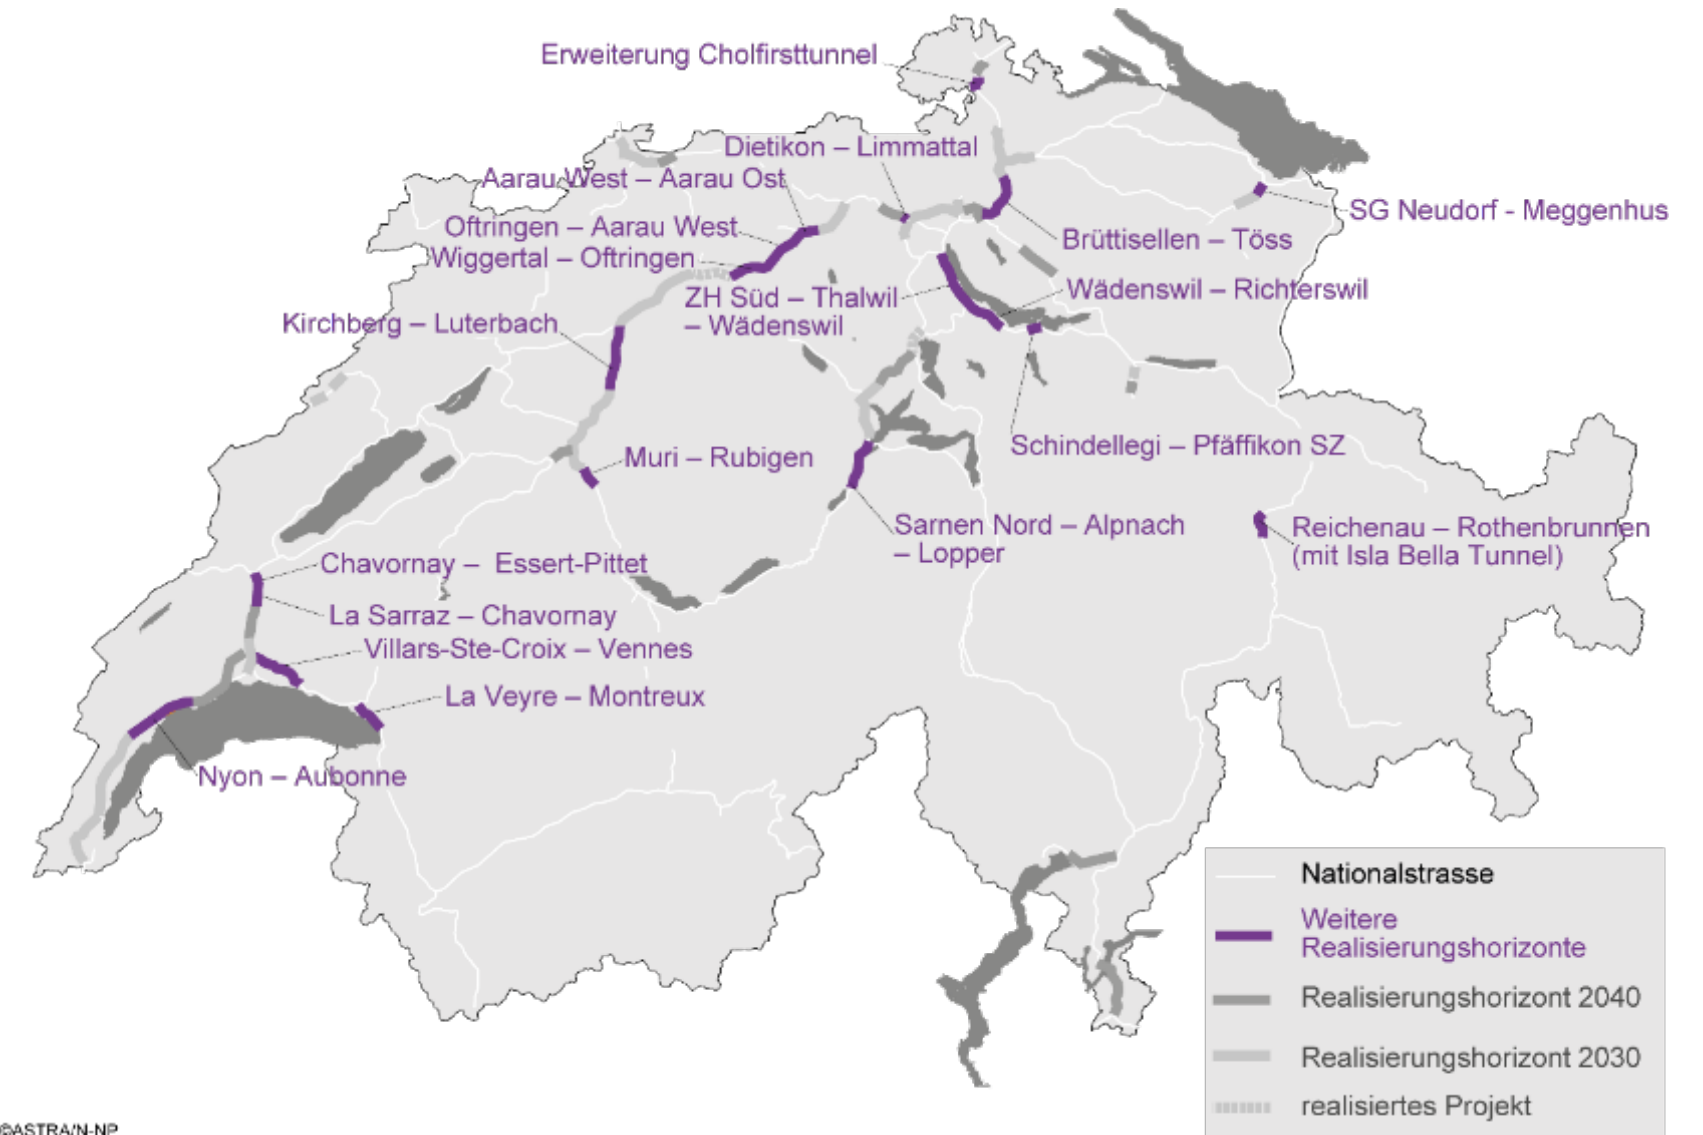 Erweiterung Cholfirsttunnel
Dietikon – Limmattal
Aarau West – Aarau Ost
SG Neudorf - Meggenhus
Oftringen – Aarau West
Brüttisellen – Töss
Wiggertal – Oftringen
ZH Süd – Thalwil
– Wädenswil
Wädenswil – Richterswil
Kirchberg – Luterbach
Schindellegi – Pfäffikon SZ
Muri – Rubigen
Sarnen Nord – Alpnach
– Lopper
Reichenau – Rothenbrunnen
(mit Isla Bella Tunnel)
Chavornay – Essert-Pittet
La Sarraz – Chavornay
Villars-Ste-Croix – Vennes
La Veyre – Montreux
Nyon – Aubonne
Nationalstrasse
Weitere
Realisierungshorizonte
Realisierungshorizont 2040
Realisierungshorizont 2030
realisiertes Projekt
©ASTRA/N-NP